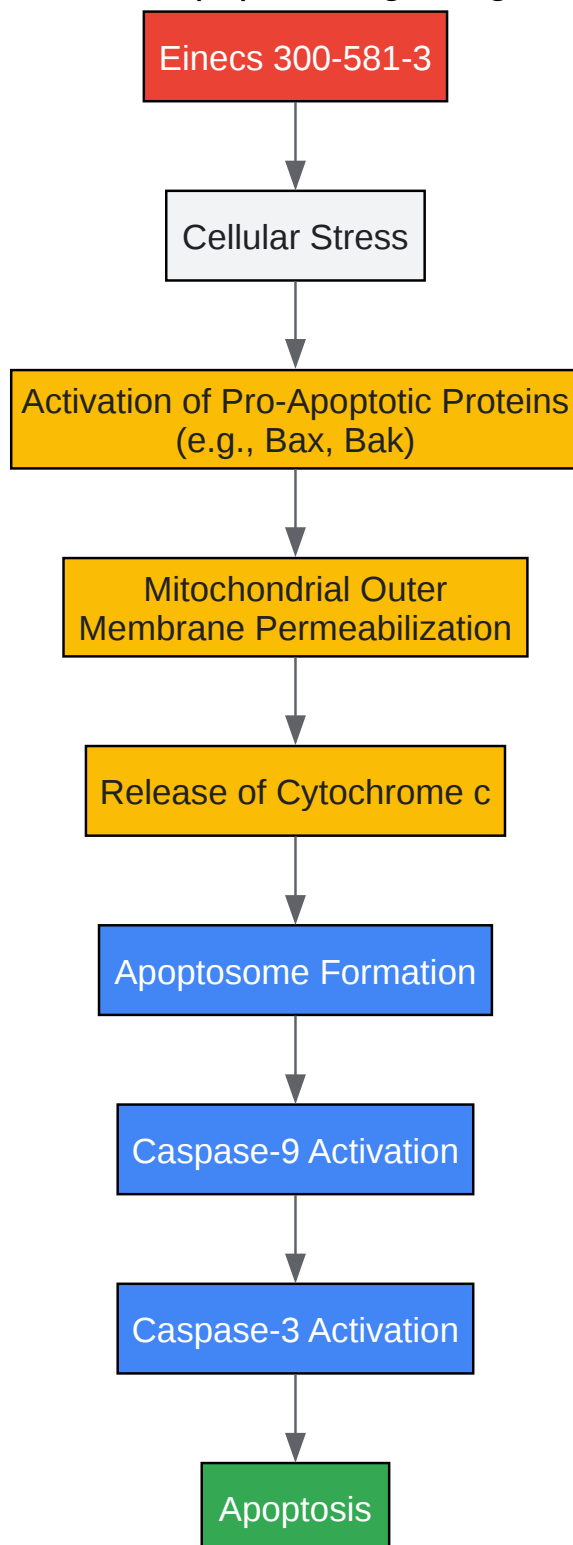 Einecs 300-581-3
Cellular Stress
Activation of Pro-Apoptotic Proteins
(e.g., Bax, Bak)
Mitochondrial Outer
Membrane Permeabilization
Release of Cytochrome c
Apoptosome Formation
Caspase-9 Activation
Caspase-3 Activation
Apoptosis